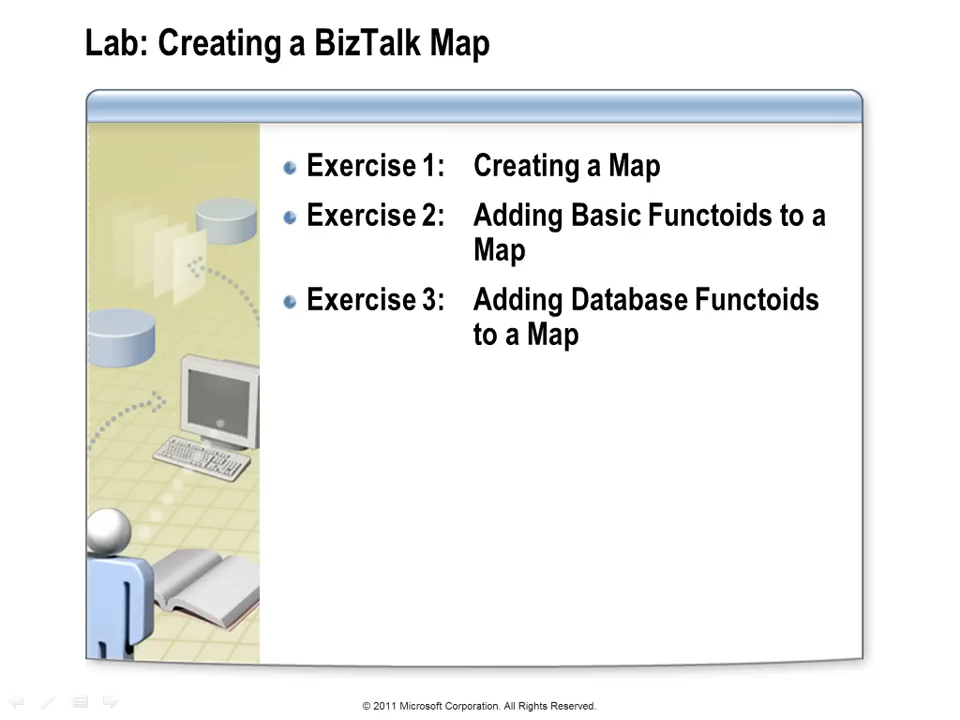 Lab: Creating a BizTalk Map
Exercise 1: Creating a Map
Exercise 2: Adding Basic Functoids to a
Map
Exercise 3: Adding Database Functoids
to a Map
© 2011 Microsoft Corporation. All Rights Reserved.